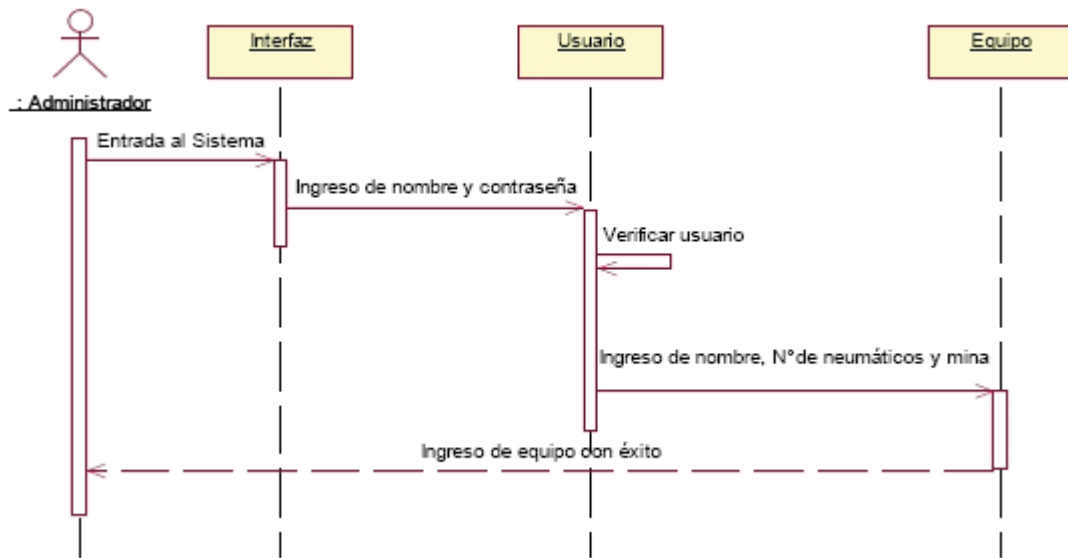 Interfaz
Usuario
Equipo
: Administrador
Entrada al Sistema
Ingreso de nombre y contraseña
Verificar usuario
Ingreso de nombre, N°de neumáticos y mina
Ingreso de equipo con éxito